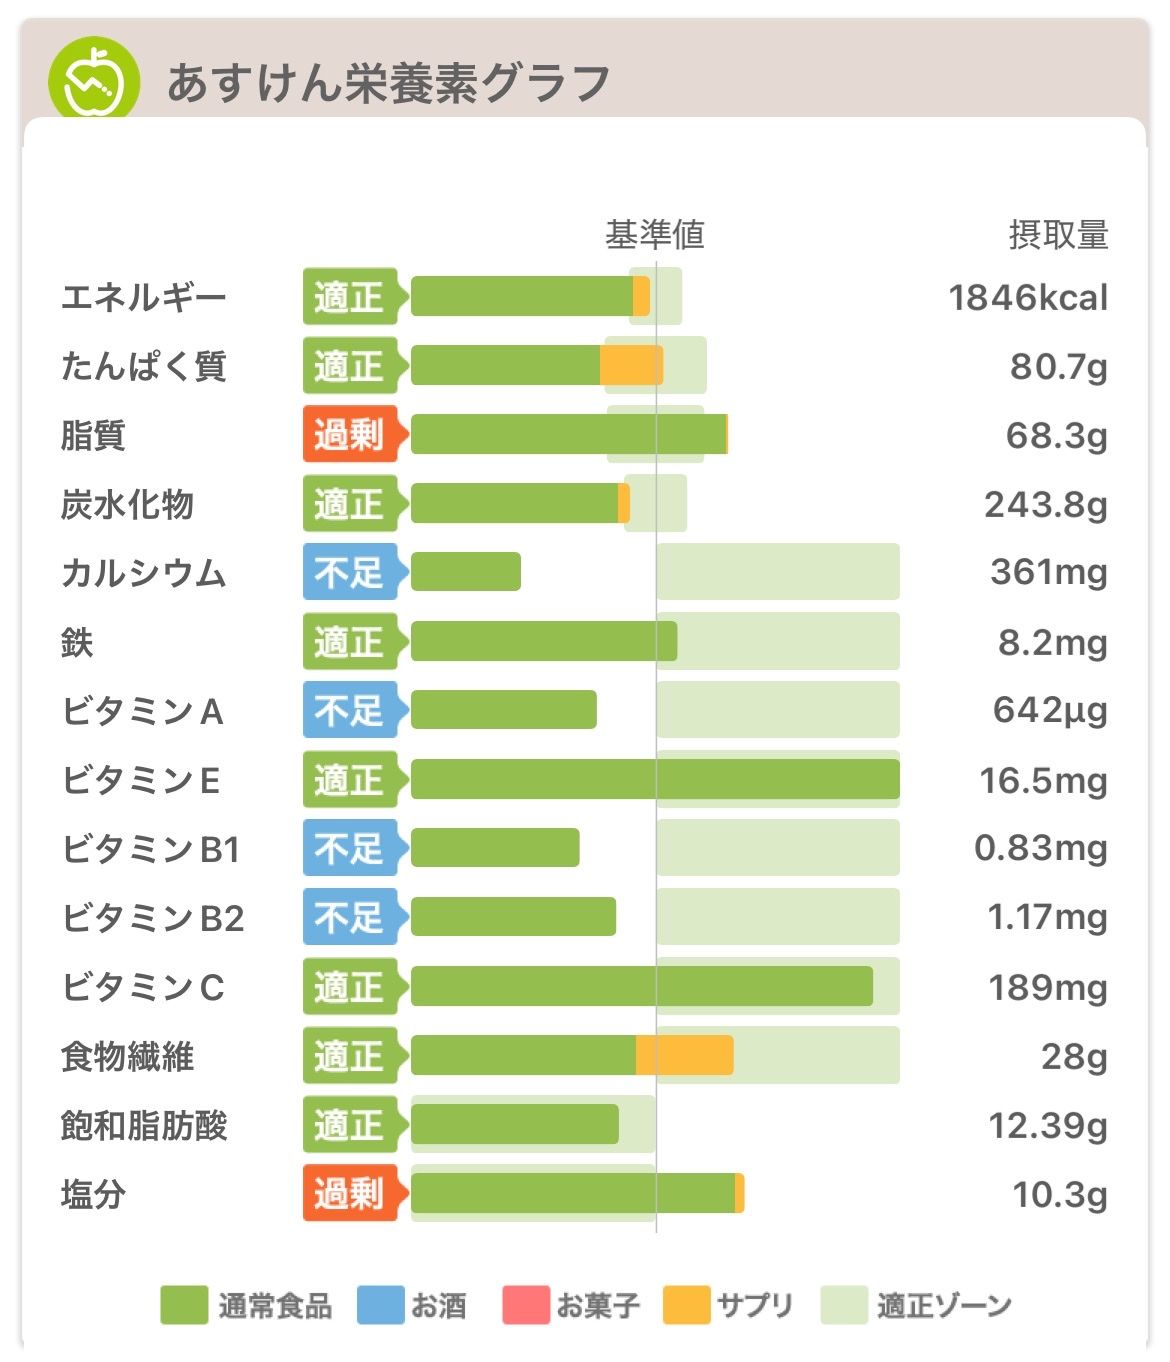 あすけん栄養素グラフ
基準値 摂取量
エネルギー 適正 1846kcal
たんぱく質 適正 80.7g
脂質 過剰 68.3g
炭水化物 適正 243.8g
カルシウム 不足 361mg
鉄 適正 8.2mg
ビタミンA 不足 642μg
ビタミンE 適正 16.5mg
ビタミンB1 不足 0.83mg
ビタミンB2 不足 1.17mg
ビタミンC 適正 189mg
食物繊維 適正 28g
飽和脂肪酸 適正 12.39g
塩分 過剰 10.3g
通常食品 お酒 お菓子 サプリ 適正ゾーン